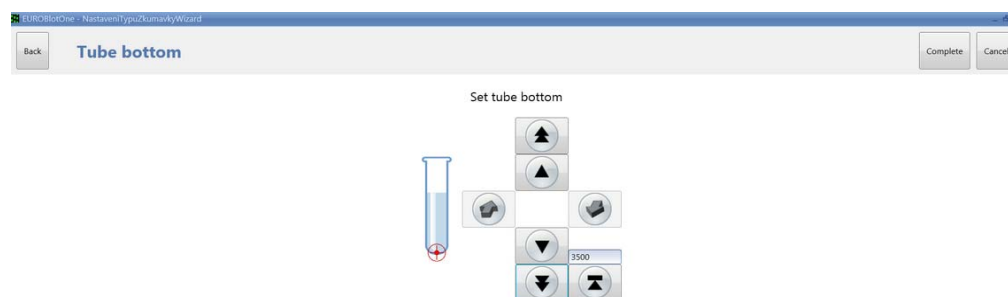 EUROBlotOne - NastaveniTypuZkumavkyWizard
Back
Tube bottom
Complete
Cancel
Set tube bottom
3500